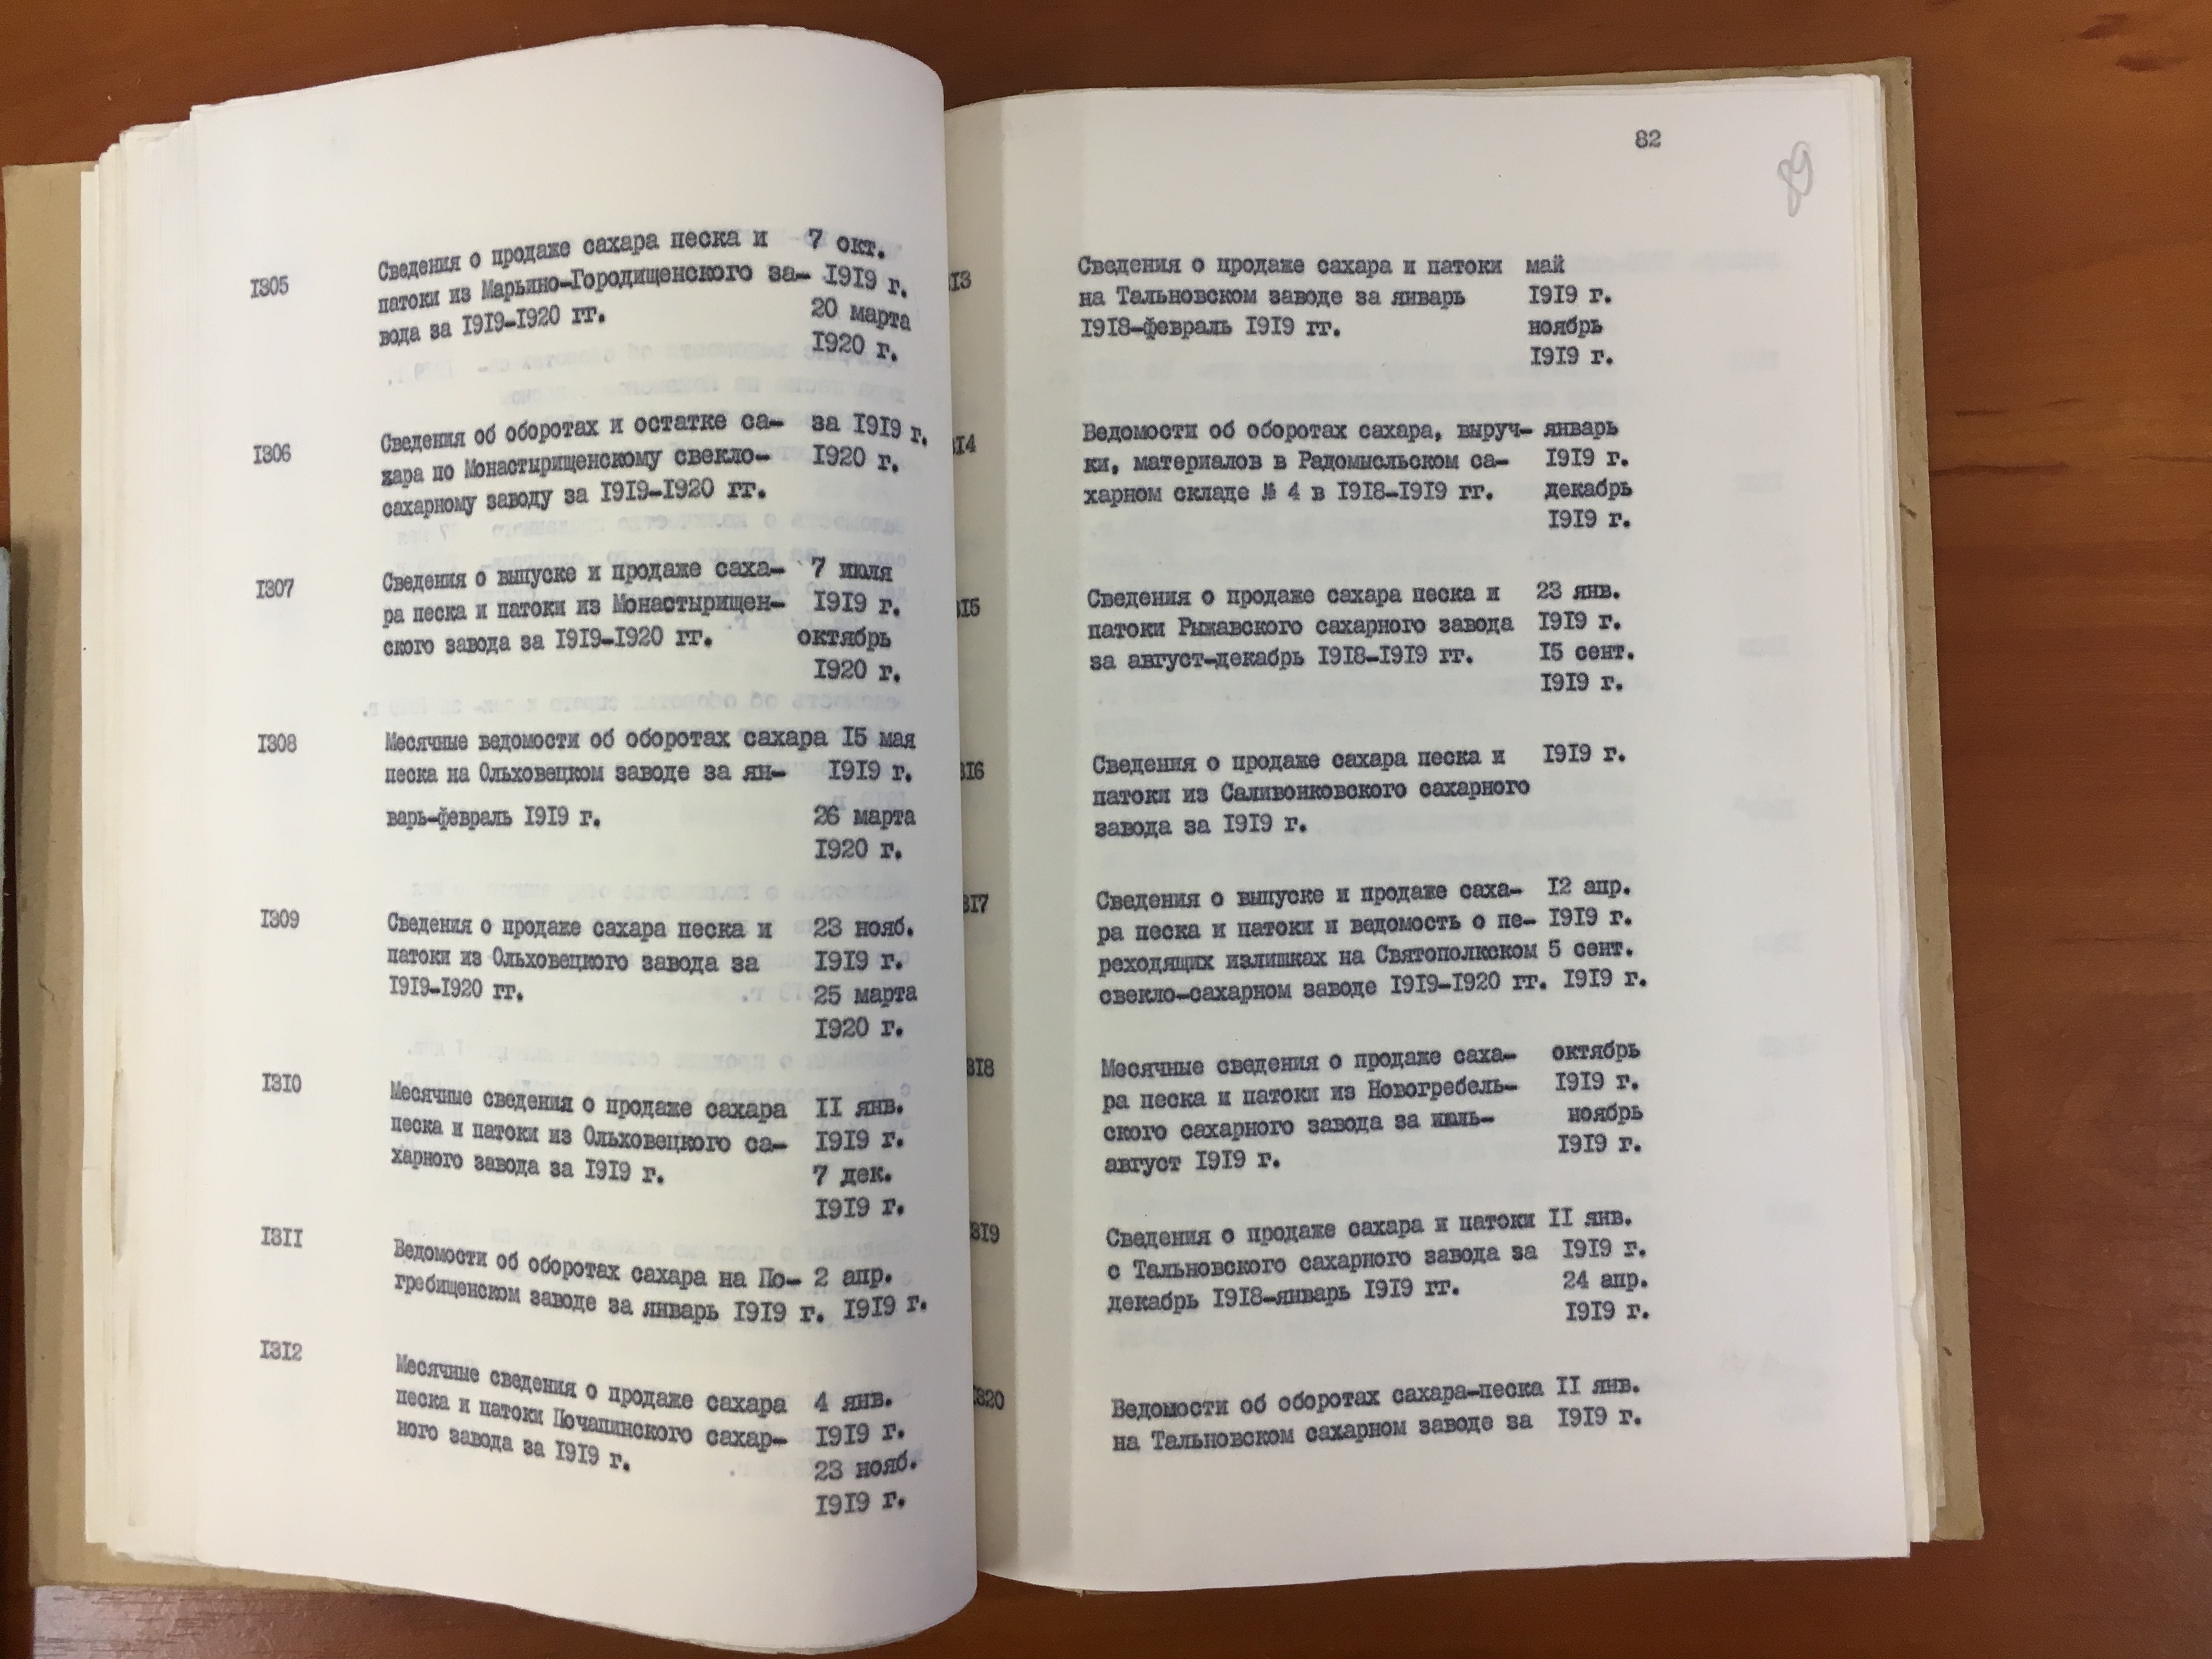 1305 Сведения о продаже сахара песка и 7 окт.
патоки из Марьино-Городищенского за- 1919 г.
вода за 1919-1920 гг. 20 марта
1920 г.
1306 Сведения об оборотах и остатке са- за 1919 г.
хара по Монастырищенскому свекло- 1920 г.
сахарному заводу за 1919-1920 гг.
1307 Сведения о выпуске и продаже саха- 7 июля
ра песка и патоки из Монастырищен- 1919 г.
ского завода за 1919-1920 гг. октябрь
1920 г.
1308 Месячные ведомости об оборотах сахара 15 мая
песка на Ольховецком заводе за ян- 1919 г.
варь-февраль 1919 г. 26 марта
1920 г.
1309 Сведения о продаже сахара песка и 23 нояб.
патоки из Ольховецкого завода за 1919 г.
1919-1920 гг. 25 марта
1920 г.
1310 Месячные сведения о продаже сахара 11 янв.
песка и патоки из Ольховецкого са- 1919 г.
харного завода за 1919 г. 7 дек.
1919 г.
1311 Ведомости об оборотах сахара на По- 2 апр.
гребищенском заводе за январь 1919 г. 1919 г.
1312 Месячные сведения о продаже сахара 4 янв.
песка и патоки Почапинского сахар- 1919 г.
ного завода за 1919 г. 23 нояб.
1919 г.
82
89
313 Сведения о продаже сахара и патоки май
на Тальновском заводе за январь 1919 г.
1918-февраль 1919 гг. ноябрь
1919 г.
314 Ведомости об оборотах сахара, выруч- январь
ки, материалов в Радомысльском са- 1919 г.
харном складе № 4 в 1918-1919 гг. декабрь
1919 г.
315 Сведения о продаже сахара песка и 23 янв.
патоки Рыжавского сахарного завода 1919 г.
за август-декабрь 1918-1919 гг. 15 сент.
1919 г.
316 Сведения о продаже сахара песка и 1919 г.
патоки из Саливонковского сахарного
завода за 1919 г.
317 Сведения о выпуске и продаже саха- 12 апр.
ра песка и патоки и ведомость о пе- 1919 г.
реходящих излишках на Святополкском 5 сент.
свекло-сахарном заводе 1919-1920 гг. 1919 г.
318 Месячные сведения о продаже саха- октябрь
ра песка и патоки из Новогребель- 1919 г.
ского сахарного завода за июль- ноябрь
август 1919 г. 1919 г.
319 Сведения о продаже сахара и патоки 11 янв.
с Тальновского сахарного завода за 1919 г.
декабрь 1918-январь 1919 гг. 24 апр.
1919 г.
1320 Ведомости об оборотах сахара-песка 11 янв.
на Тальновском сахарном заводе за 1919 г.